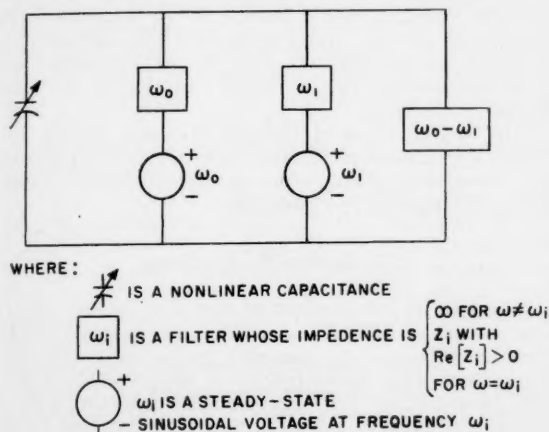 ω₀ ω₁
ω₀-ω₁
+ +
ω₀ ω₁
- -
WHERE:
IS A NONLINEAR CAPACITANCE
ωᵢ IS A FILTER WHOSE IMPEDENCE IS
∞ FOR ω≠ωᵢ
Zᵢ WITH
Re[Zᵢ]>0
FOR ω=ωᵢ
+
ωᵢ IS A STEADY-STATE
- SINUSOIDAL VOLTAGE AT FREQUENCY ωᵢ